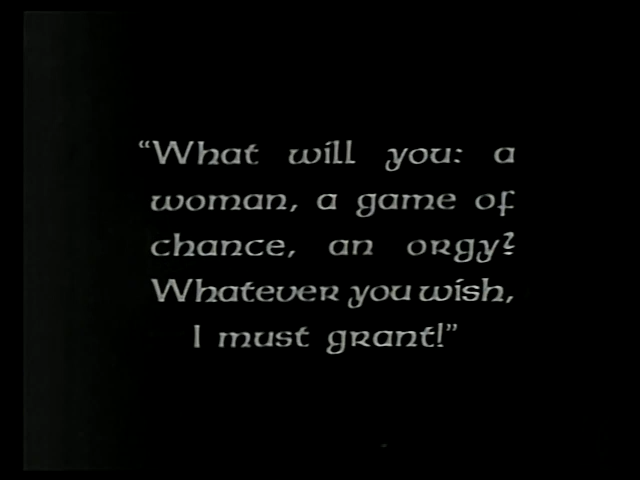 “What will you: a
woman, a game of
chance, an orgy?
Whatever you wish,
I must grant!”